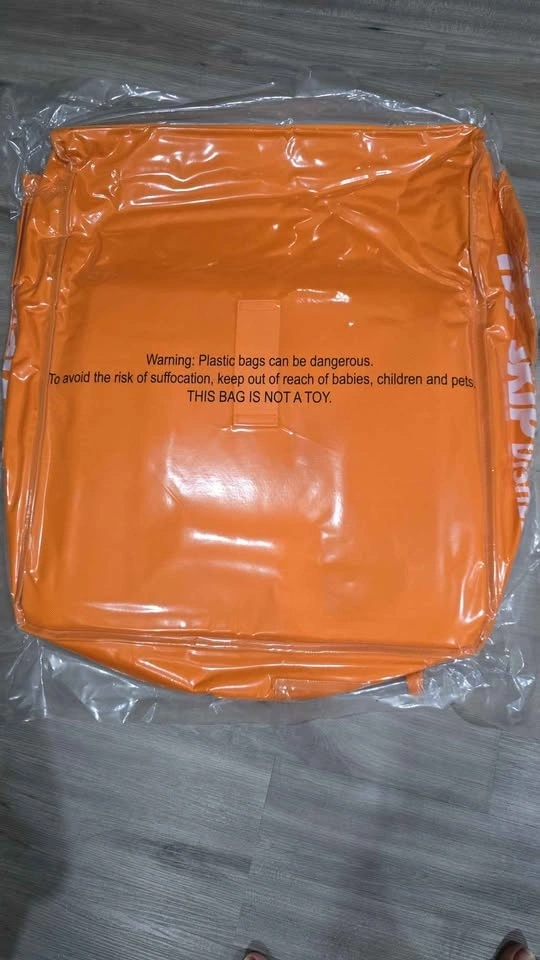 Warning: Plastic bags can be dangerous.
To avoid the risk of suffocation, keep out of reach of babies, children and pets.
THIS BAG IS NOT A TOY.
SKIP